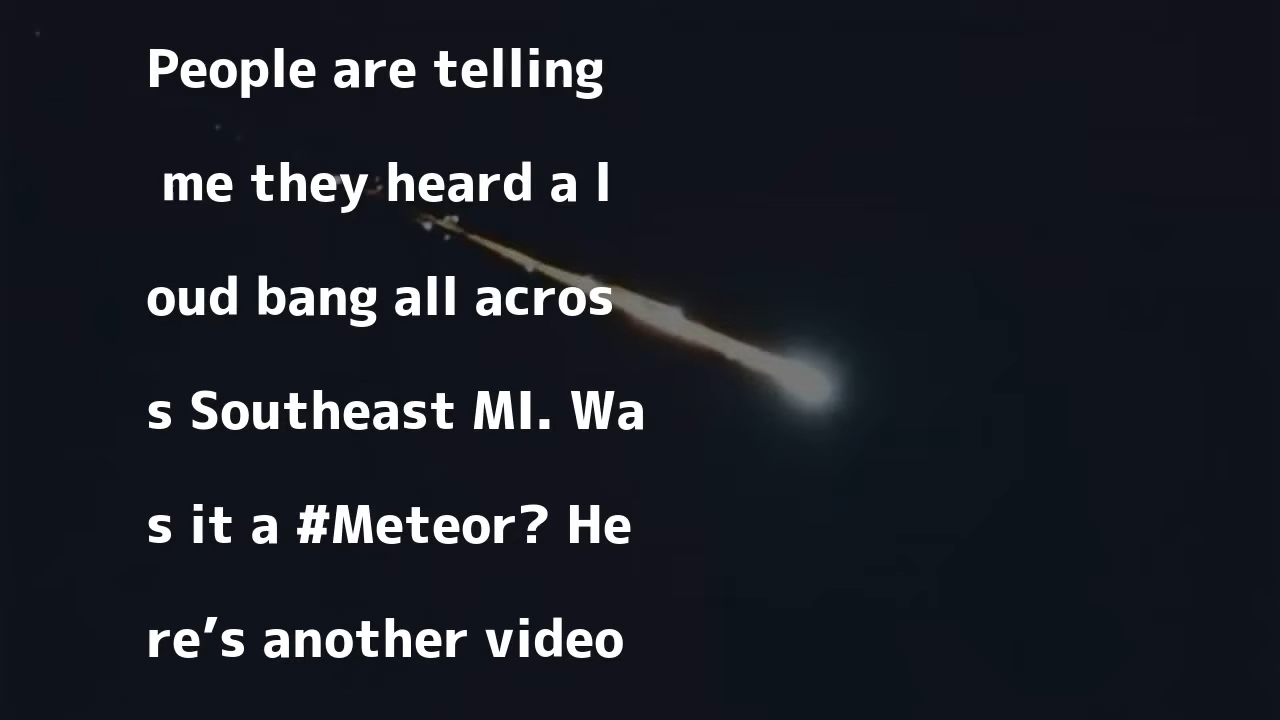 People are telling
me they heard a l
oud bang all acros
s Southeast MI. Wa
s it a #Meteor? He
re’s another video